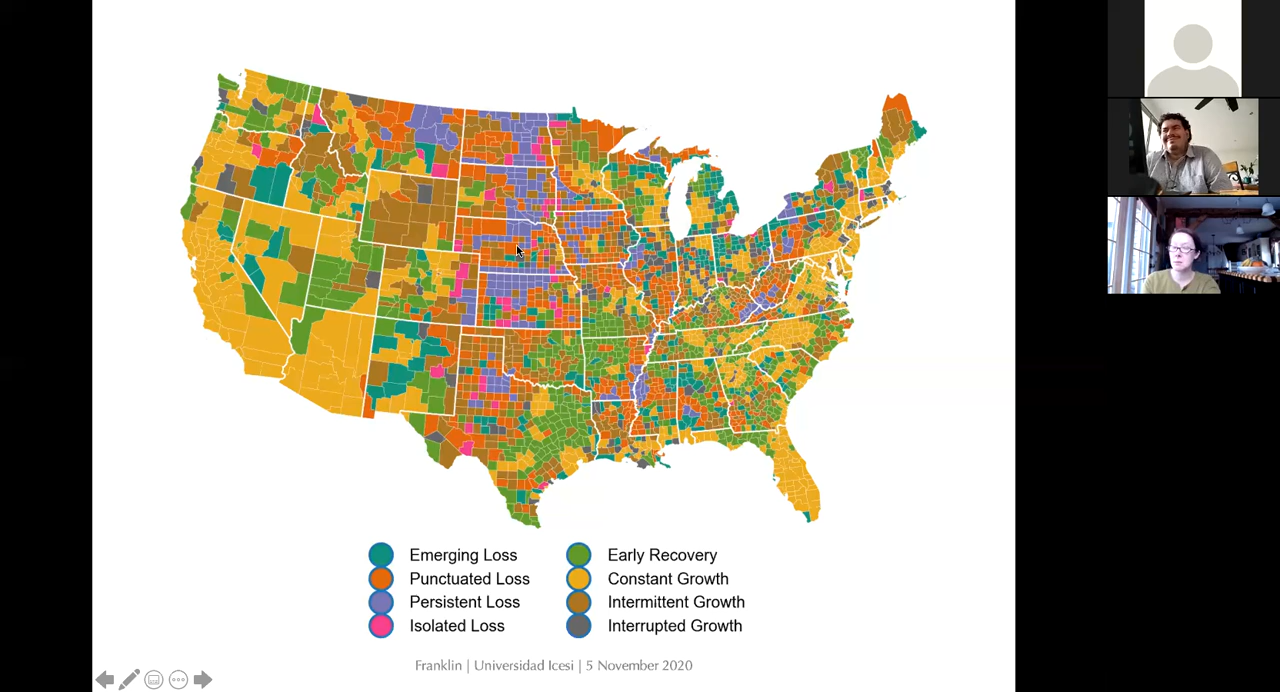 Emerging Loss
Punctuated Loss
Persistent Loss
Isolated Loss
Early Recovery
Constant Growth
Intermittent Growth
Interrupted Growth
Franklin | Universidad Icesi | 5 November 2020